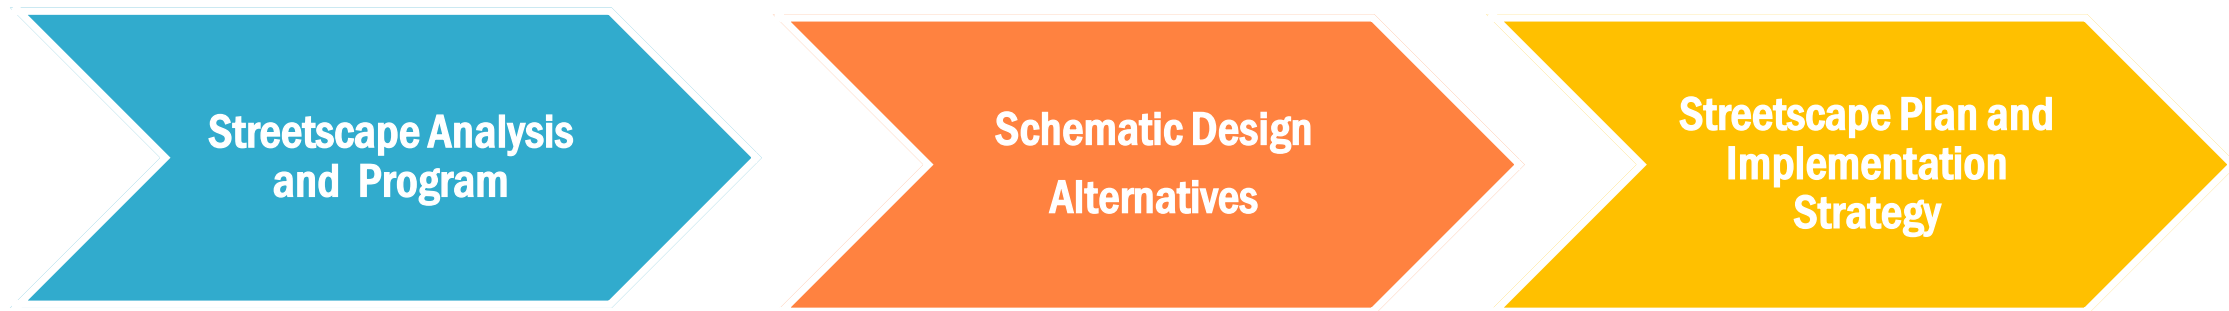 Streetscape Analysis
and Program
Schematic Design
Alternatives
Streetscape Plan and
Implementation
Strategy